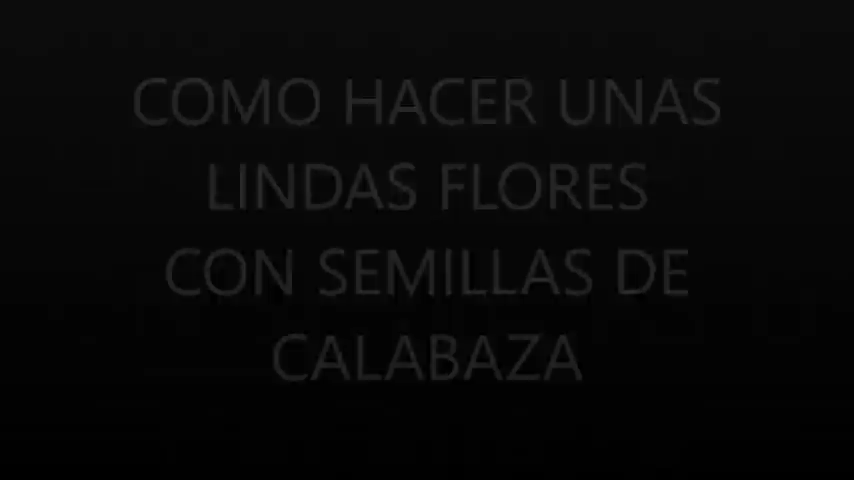 COMO HACER UNAS
LINDAS FLORES
CON SEMILLAS DE
CALABAZA